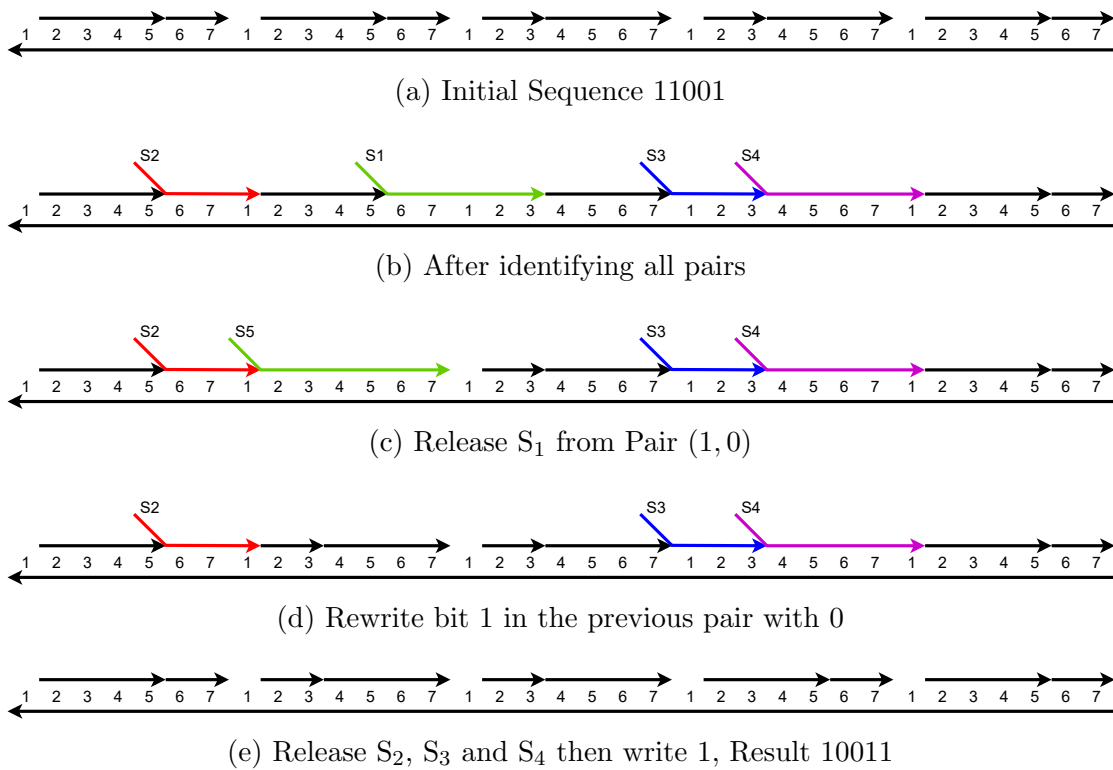 1 2 3 4 5 6 7 1 2 3 4 5 6 7 1 2 3 4 5 6 7 1 2 3 4 5 6 7 1 2 3 4 5 6 7
(a) Initial Sequence 11001
S2 S1 S3 S4
1 2 3 4 5 6 7 1 2 3 4 5 6 7 1 2 3 4 5 6 7 1 2 3 4 5 6 7 1 2 3 4 5 6 7
(b) After identifying all pairs
S2 S5 S3 S4
1 2 3 4 5 6 7 1 2 3 4 5 6 7 1 2 3 4 5 6 7 1 2 3 4 5 6 7 1 2 3 4 5 6 7
(c) Release S₁ from Pair (1, 0)
S2 S3 S4
1 2 3 4 5 6 7 1 2 3 4 5 6 7 1 2 3 4 5 6 7 1 2 3 4 5 6 7 1 2 3 4 5 6 7
(d) Rewrite bit 1 in the previous pair with 0
1 2 3 4 5 6 7 1 2 3 4 5 6 7 1 2 3 4 5 6 7 1 2 3 4 5 6 7 1 2 3 4 5 6 7
(e) Release S₂, S₃ and S₄ then write 1, Result 10011